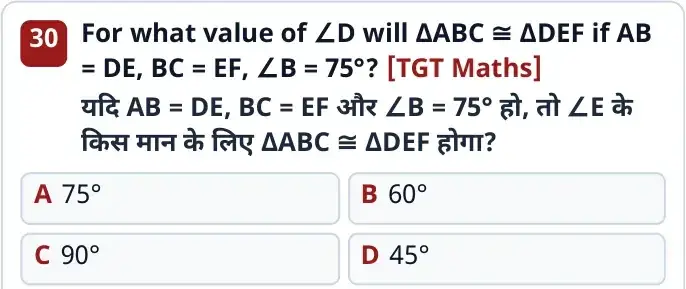 30 For what value of ∠D will ΔABC ≅ ΔDEF if AB
= DE, BC = EF, ∠B = 75°? [TGT Maths]
यदि AB = DE, BC = EF और ∠B = 75° हो, तो ∠E के
किस मान के लिए ΔABC ≅ ΔDEF होगा?
A 75° B 60°
C 90° D 45°